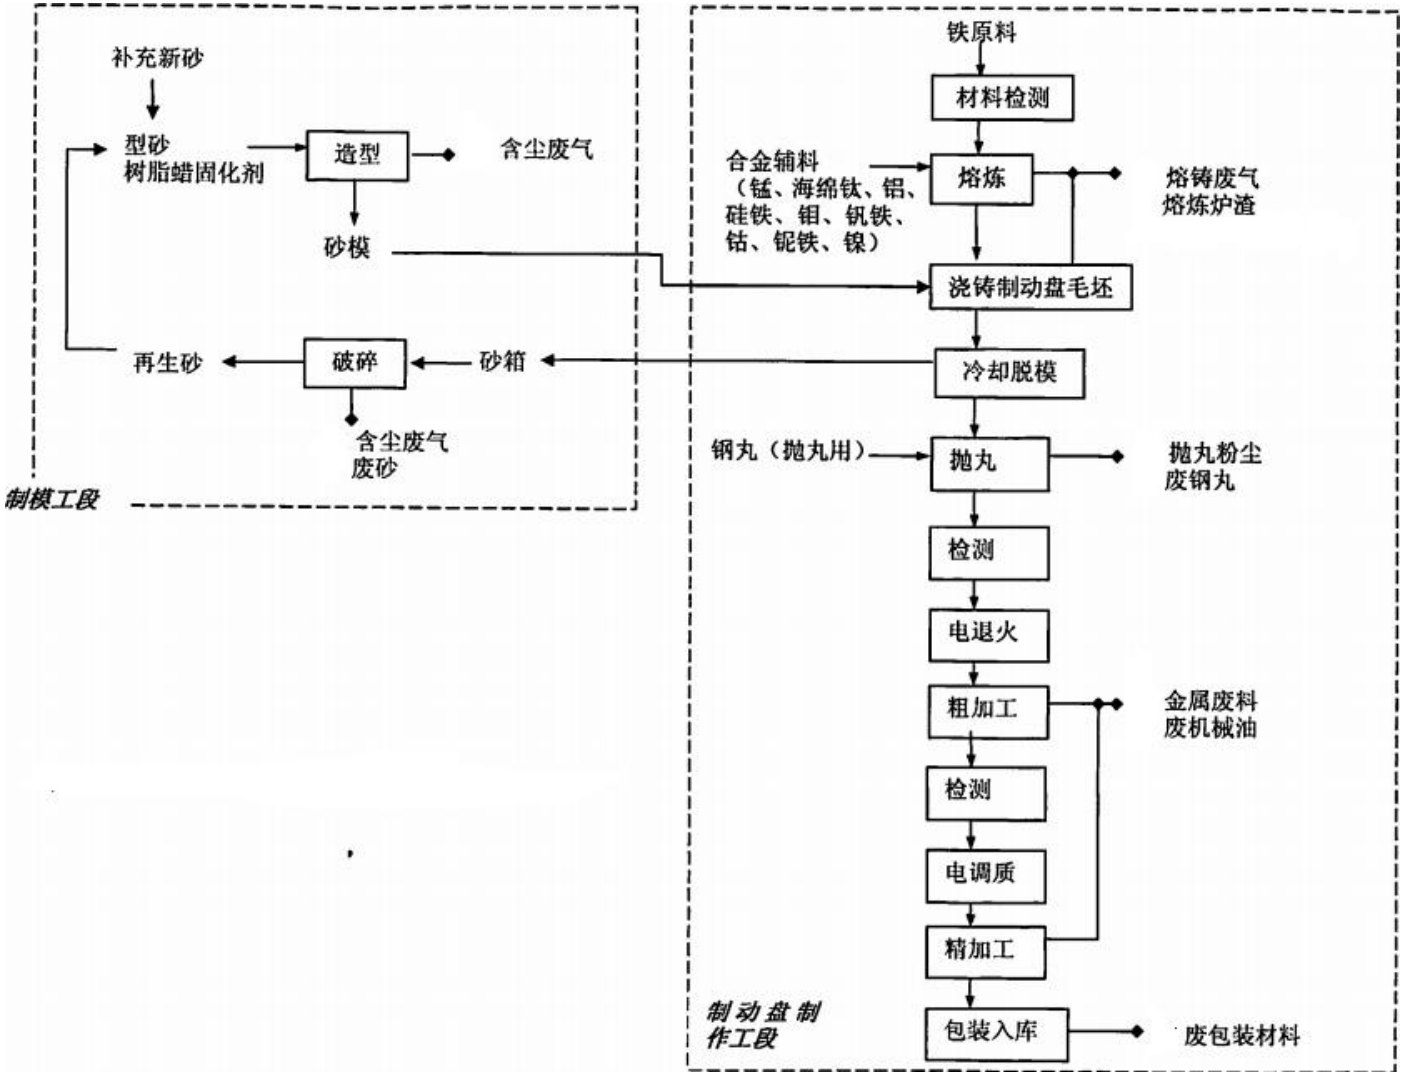 补充新砂
型砂
树脂蜡固化剂
造型
含尘废气
砂模
再生砂
破碎
砂箱
含尘废气
废砂
制模工段
铁原料
材料检测
合金辅料
（锰、海绵钛、铝、
硅铁、钼、钒铁、
钴、铌铁、镍）
熔炼
熔铸废气
熔炼炉渣
浇铸制动盘毛坯
冷却脱模
钢丸（抛丸用）
抛丸
抛丸粉尘
废钢丸
检测
电退火
粗加工
金属废料
废机械油
检测
电调质
精加工
制动盘制
作工段
包装入库
废包装材料